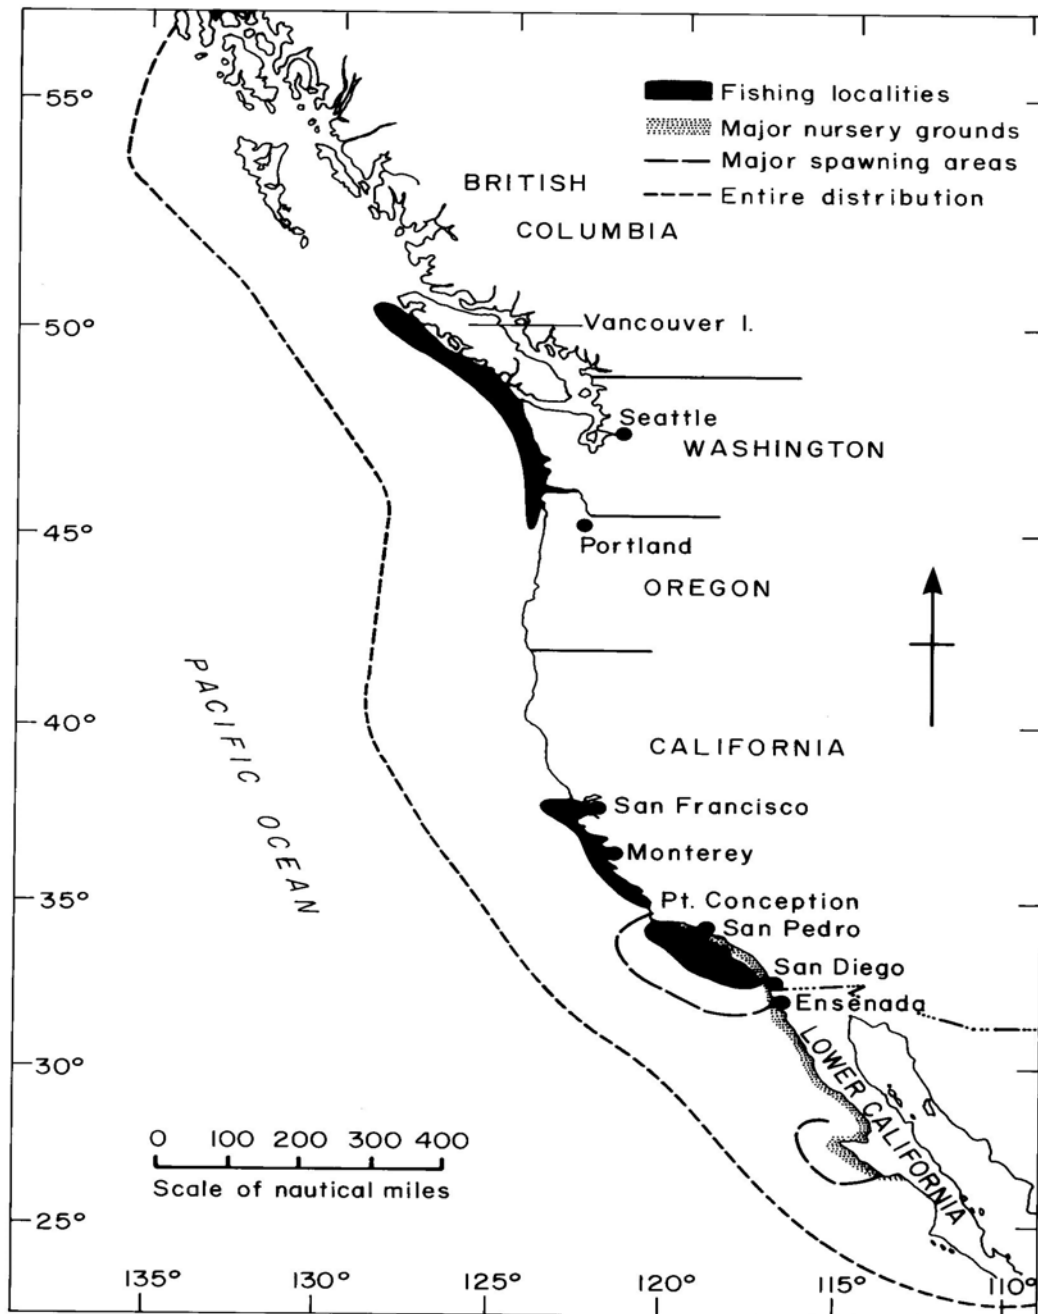 55°
Fishing localities
Major nursery grounds
Major spawning areas
Entire distribution
BRITISH
COLUMBIA
50°
Vancouver I.
Seattle
WASHINGTON
45°
Portland
OREGON
PACIFIC OCEAN
40°
CALIFORNIA
San Francisco
Monterey
35°
Pt. Conception
San Pedro
San Diego
Ensenada
30°
LOWER CALIFORNIA
0 100 200 300 400
Scale of nautical miles
25°
135° 130° 125° 120° 115° 110°